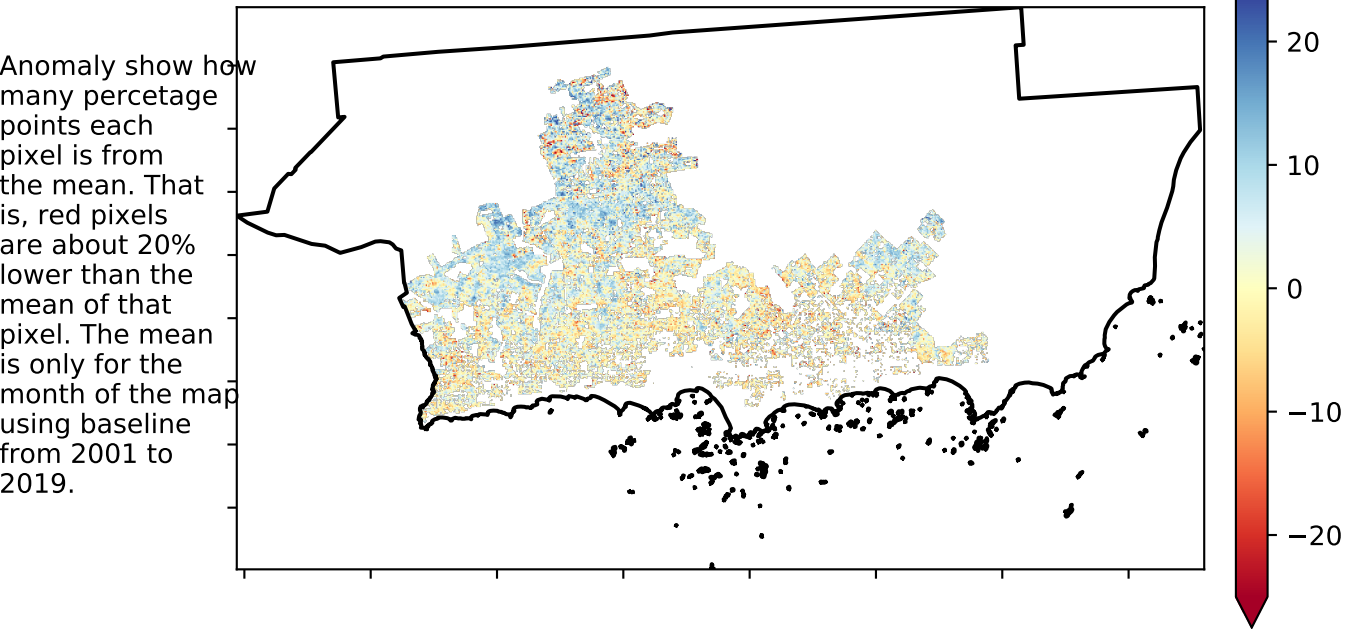 Anomaly show how
many percetage
points each
pixel is from
the mean. That
is, red pixels
are about 20%
lower than the
mean of that
pixel. The mean
is only for the
month of the map
using baseline
from 2001 to
2019.
20
10
0
−10
−20